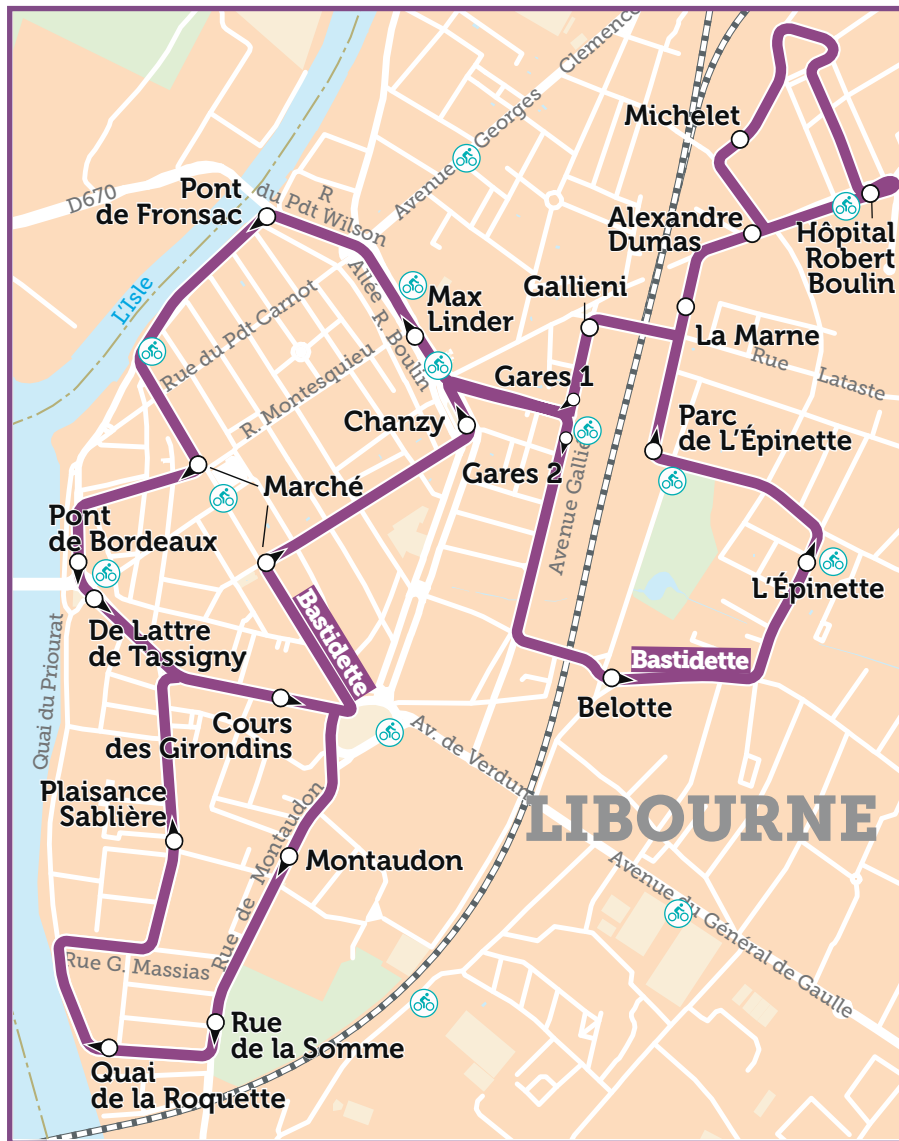 Avenue Georges Clemence
Michelet
D670
R
du Pdt Wilson
Pont
de Fronsac
Alexandre
Dumas
Hôpital
Robert
Boulin
L'Isle
Allée R. Boulin
Max
Linder
Gallieni
La Marne
Rue du Pdt Carnot
R. Montesquieu
Rue Lataste
Gares 1
Chanzy
Parc
de L'Épinette
Gares 2
Avenue Gallie
Marché
Pont
de Bordeaux
L'Épinette
Bastidette
De Lattre
de Tassigny
Bastidette
Quai du Priourat
Cours
des Girondins
Belotte
Av. de Verdun
Plaisance
Sablière
LIBOURNE
Rue de Montaudon
Montaudon
Avenue du Général de Gaulle
Rue G. Massias
Rue
de la Somme
Quai
de la Roquette